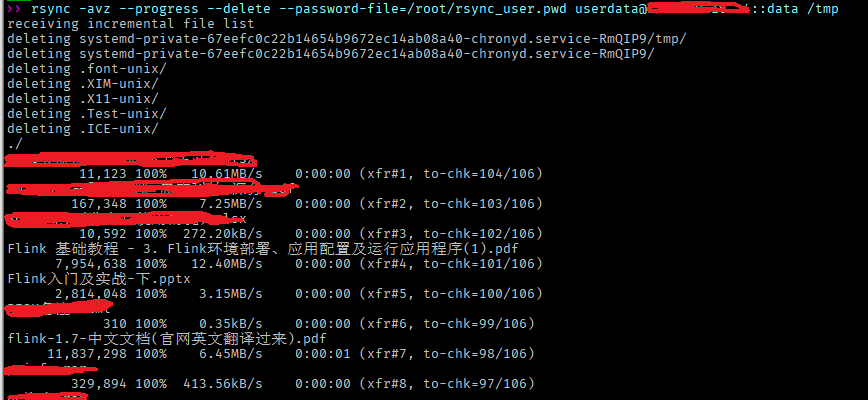 >> rsync -avz --progress --delete --password-file=/root/rsync_user.pwd userdata@ ::data /tmp
receiving incremental file list
deleting systemd-private-67eefc0c22b14654b9672ec14ab08a40-chronyd.service-RmQIP9/tmp/
deleting systemd-private-67eefc0c22b14654b9672ec14ab08a40-chronyd.service-RmQIP9/
deleting .font-unix/
deleting .XIM-unix/
deleting .X11-unix/
deleting .Test-unix/
deleting .ICE-unix/
./
11,123 100% 10.61MB/s 0:00:00 (xfr#1, to-chk=104/106)
167,348 100% 7.25MB/s 0:00:00 (xfr#2, to-chk=103/106)
10,592 100% 272.20kB/s 0:00:00 (xfr#3, to-chk=102/106)
Flink 基础教程 - 3. Flink环境部署、应用配置及运行应用程序(1).pdf
7,954,638 100% 12.40MB/s 0:00:00 (xfr#4, to-chk=101/106)
Flink入门及实战-下.pptx
2,814,048 100% 3.15MB/s 0:00:00 (xfr#5, to-chk=100/106)
310 100% 0.35kB/s 0:00:00 (xfr#6, to-chk=99/106)
flink-1.7-中文文档(官网英文翻译过来).pdf
11,837,298 100% 6.45MB/s 0:00:01 (xfr#7, to-chk=98/106)
329,894 100% 413.56kB/s 0:00:00 (xfr#8, to-chk=97/106)